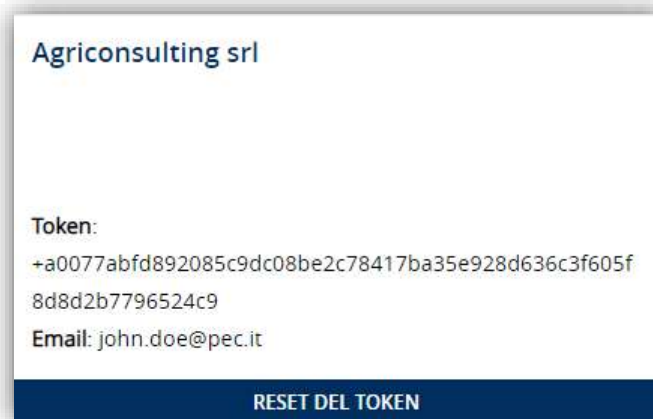 Agriconsulting srl
Token:
+a0077abfd892085c9dc08be2c78417ba35e928d636c3f605f
8d8d2b7796524c9
Email: john.doe@pec.it
RESET DEL TOKEN